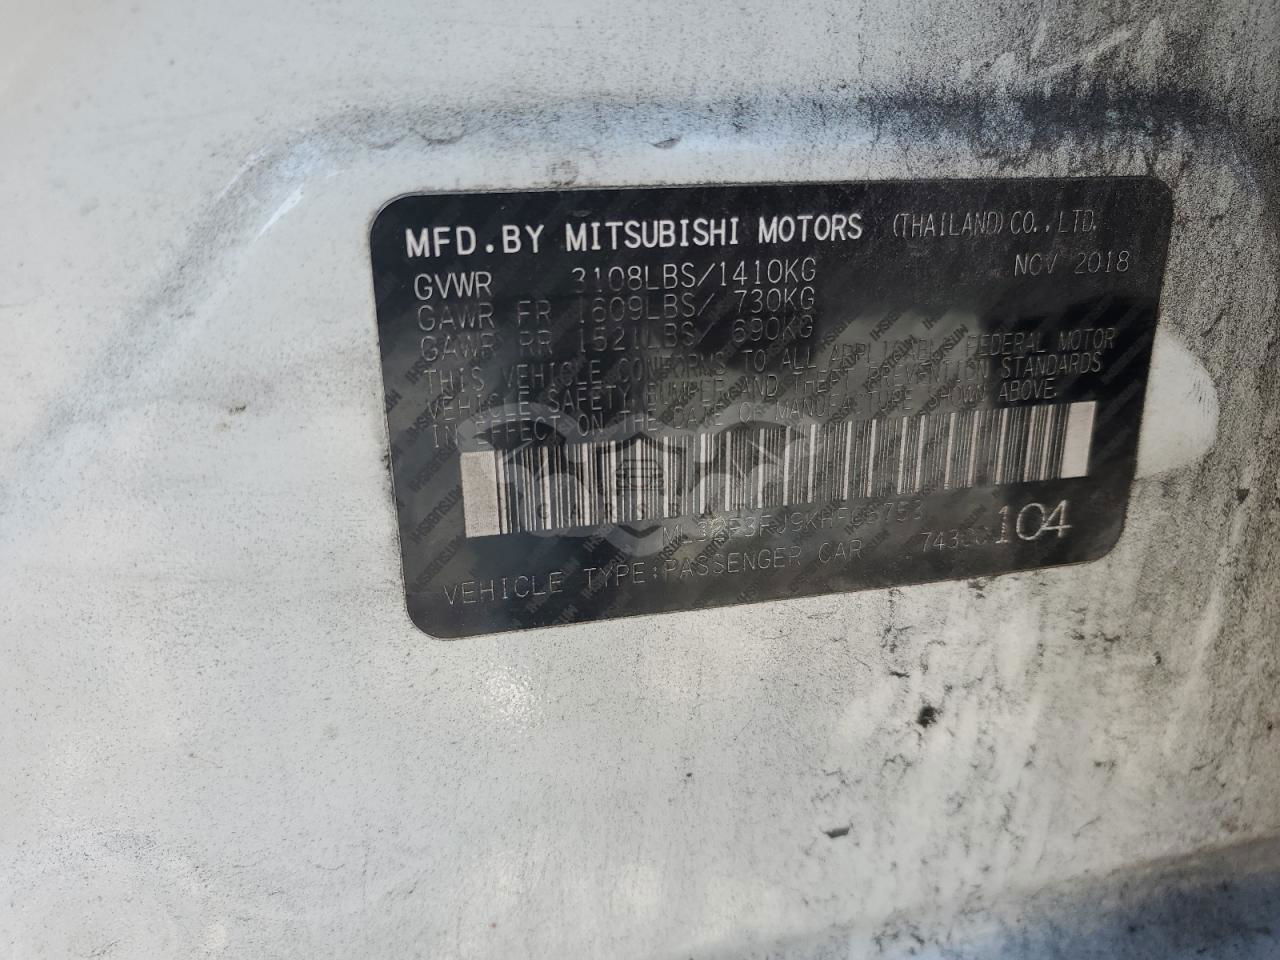 MFD.BY MITSUBISHI MOTORS (THAILAND) CO.,LTD.
GVWR 3108LBS/1410KG NOV 2018
GAWR FR 1609LBS/ 730KG
GAWR RR 1521LBS/ 690KG
THIS VEHICLE CONFORMS TO ALL APPLICABLE FEDERAL MOTOR
VEHICLE SAFETY BUMPER AND THEFT PREVENTION STANDARDS
IN EFFECT ON THE DATE OF MANUFACTURE SHOWN ABOVE.
VEHICLE TYPE:PASSENGER CAR 104